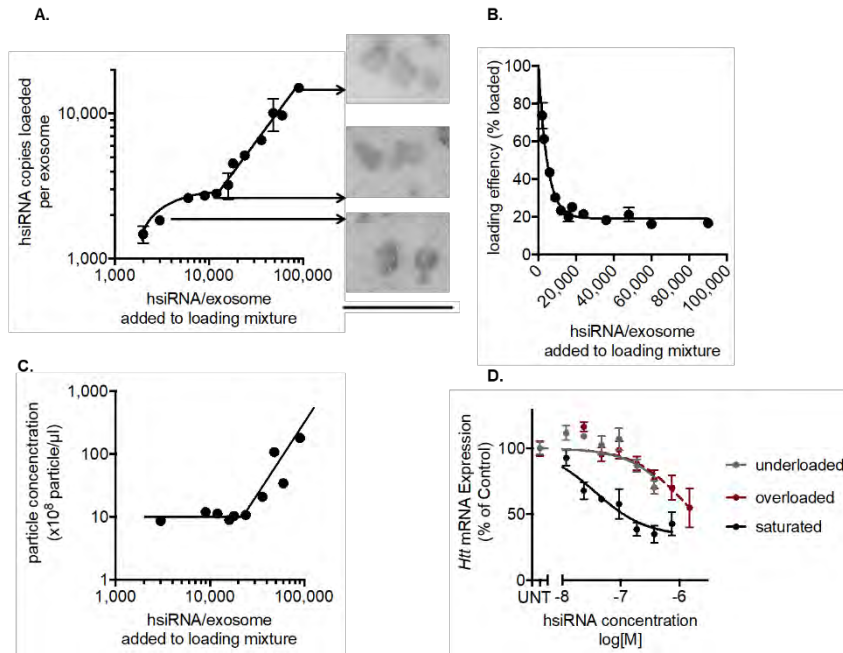 A.
hsiRNA copies loaeded
per exosome
10,000
1,000
1,000
10,000
100,000
hsiRNA/exosome
added to loading mixture
B.
loading effiency (% loaded)
100
80
60
40
20
0
0
20,000
40,000
60,000
80,000
100,000
hsiRNA/exosome
added to loading mixture
C.
particle concenctration
(x10⁸ particle/µl)
1,000
100
10
1
1,000
10,000
100,000
hsiRNA/exosome
added to loading mixture
D.
Htt mRNA Expression
(% of Control)
100
50
0
UNT
-8
-7
-6
hsiRNA concentration
log[M]
underloaded
overloaded
saturated